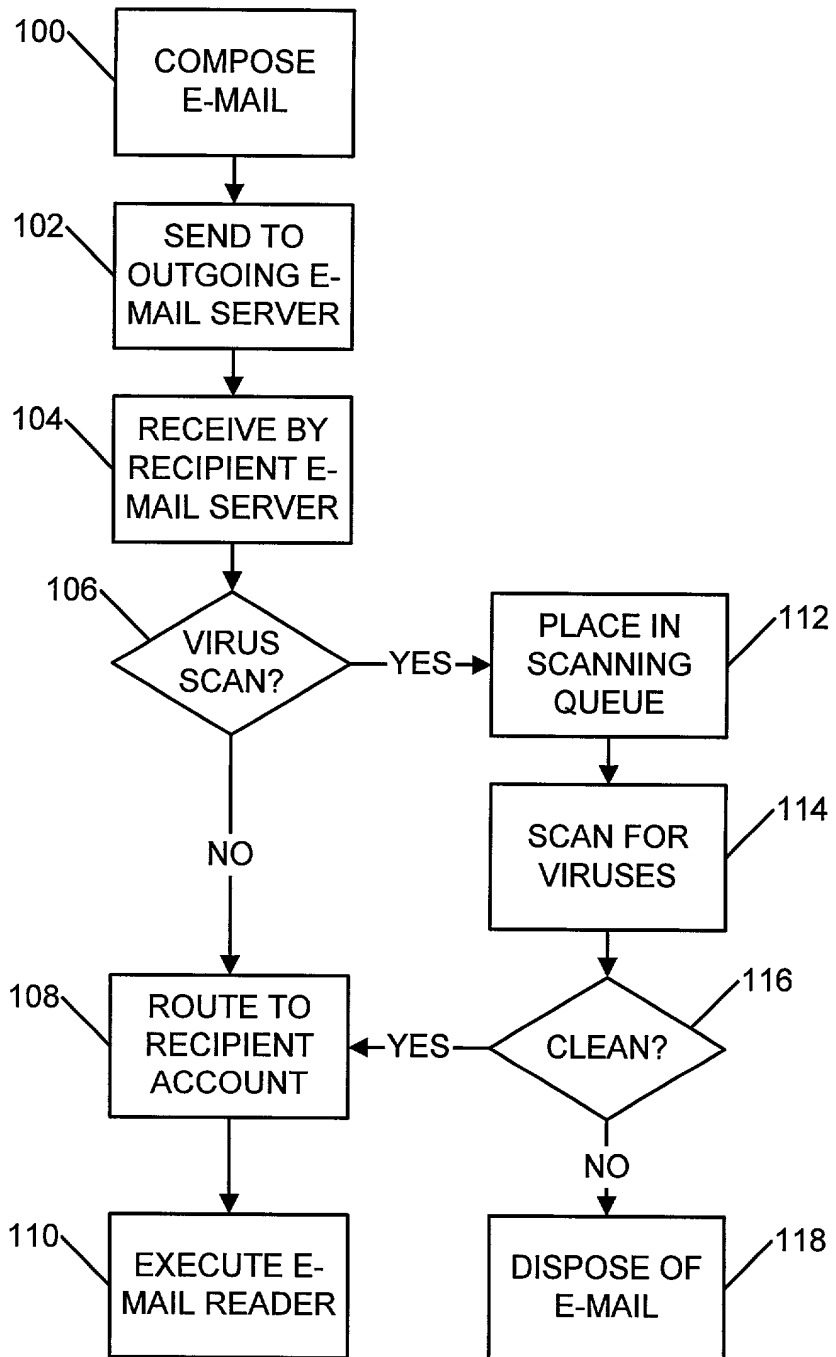 100
COMPOSE
E-MAIL
102
SEND TO
OUTGOING E-
MAIL SERVER
104
RECEIVE BY
RECIPIENT E-
MAIL SERVER
106
VIRUS
SCAN?
YES
PLACE IN
SCANNING
QUEUE
112
NO
SCAN FOR
VIRUSES
114
108
ROUTE TO
RECIPIENT
ACCOUNT
YES
CLEAN?
116
NO
110
EXECUTE E-
MAIL READER
DISPOSE OF
E-MAIL
118